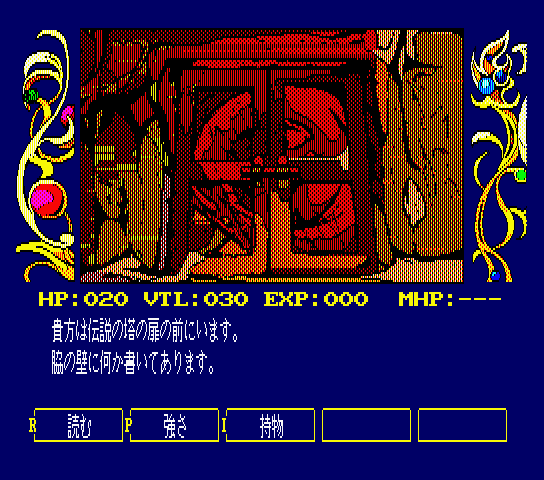 HP:020 VTL:030 EXP:000 MHP:---
貴方は伝説の塔の扉の前にいます。
脇の壁に何か書いてあります。
R 読む P 強さ I 持物